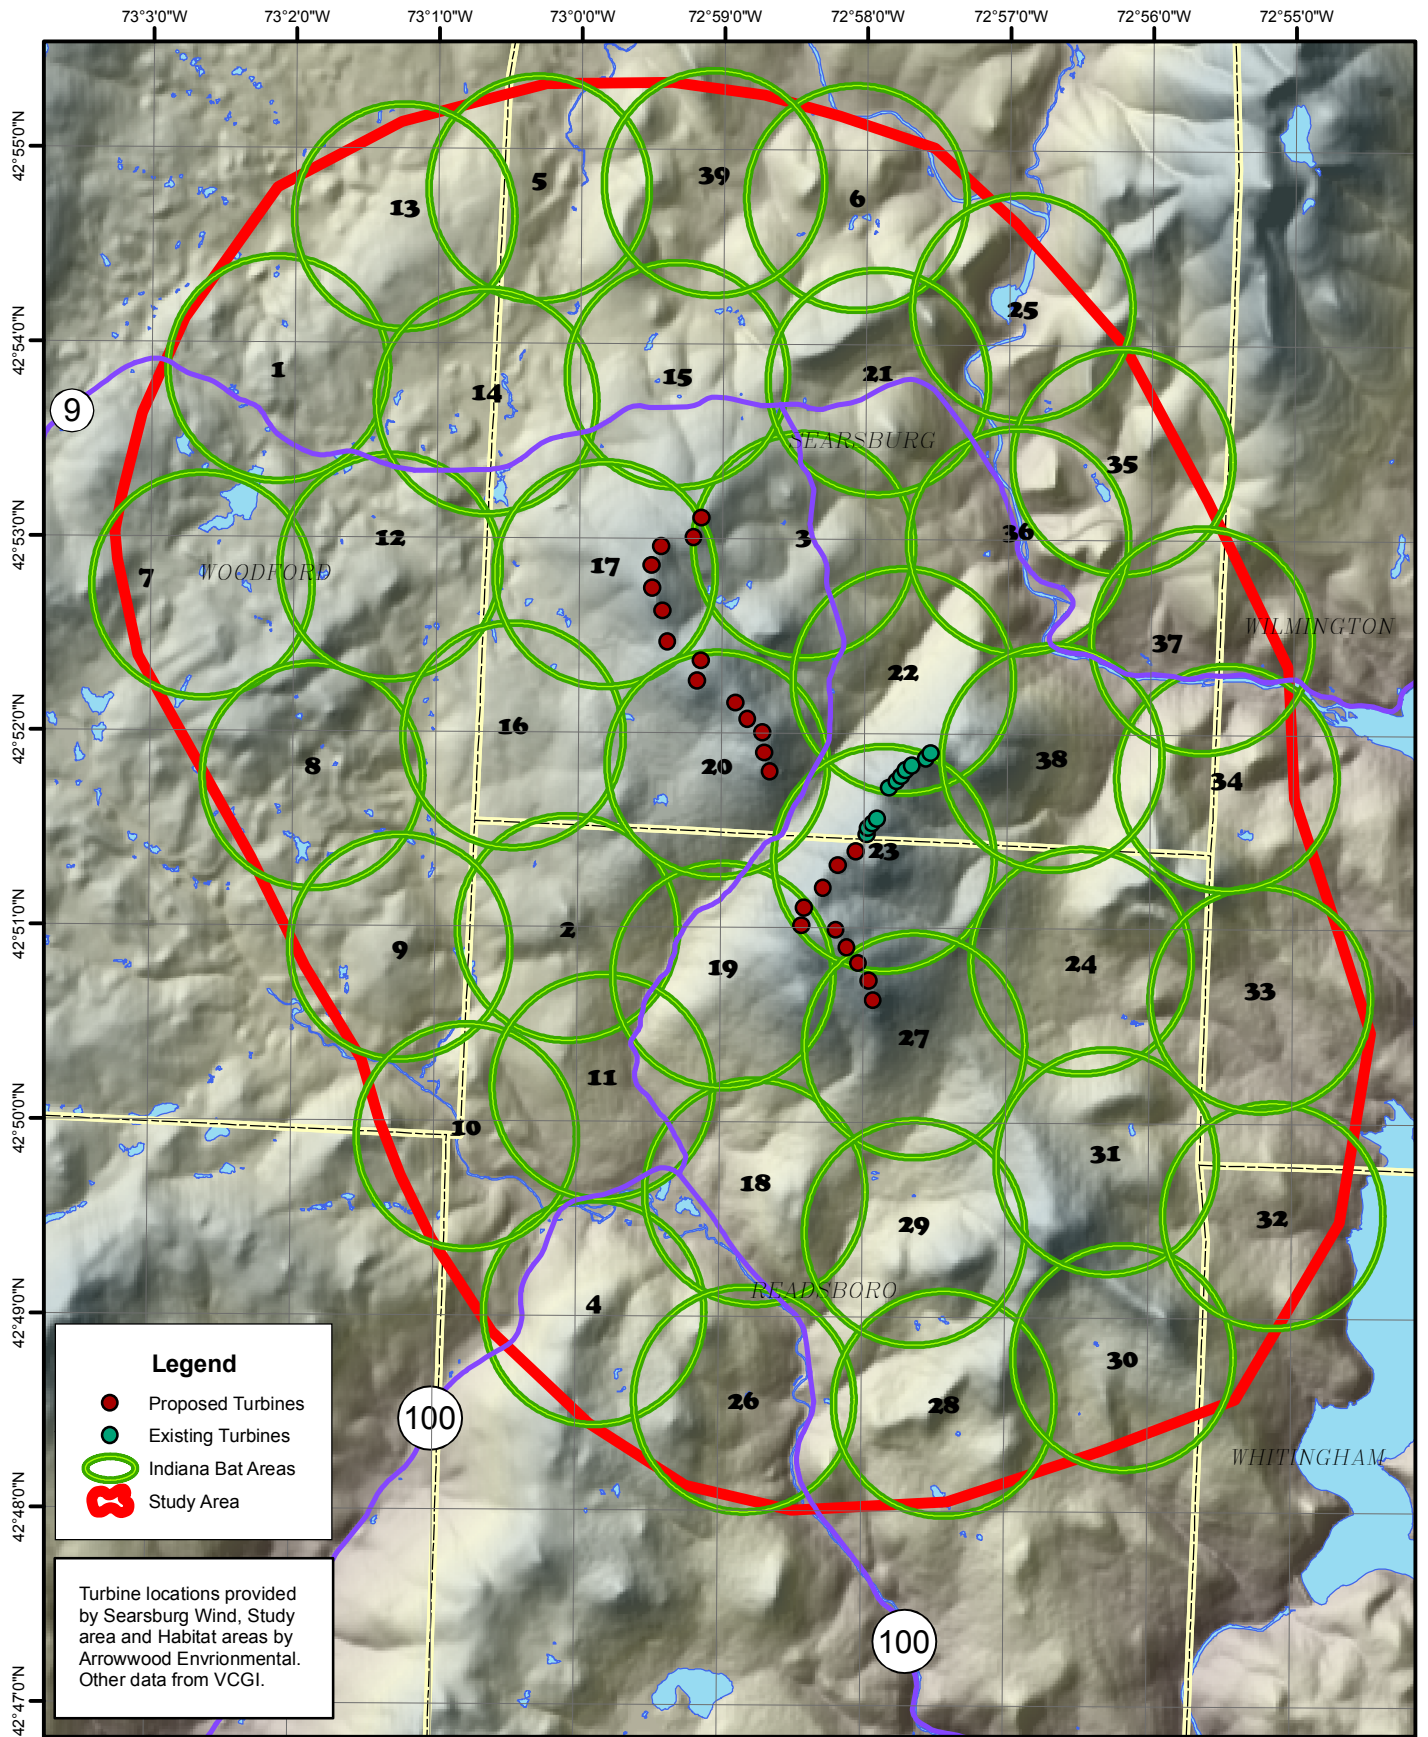 73°3'0"W 73°2'0"W 73°1'0"W 73°0'0"W 72°59'0"W 72°58'0"W 72°57'0"W 72°56'0"W 72°55'0"W
42°55'0"N
42°54'0"N
42°53'0"N
42°52'0"N
42°51'0"N
42°50'0"N
42°49'0"N
42°48'0"N
42°47'0"N
39
5
6
13
25
1
15
21
14
9
SEARSBURG
35
36
3
12
17
7
WOODFORD
WILMINGTON
37
22
16
38
8
20
34
23
2
9
24
19
33
27
11
10
31
18
32
29
READSBORO
4
30
26
28
100
WHITINGHAM
100
Legend
Proposed Turbines
Existing Turbines
Indiana Bat Areas
Study Area
Turbine locations provided
by Searsburg Wind, Study
area and Habitat areas by
Arrowwood Envrionmental.
Other data from VCGI.